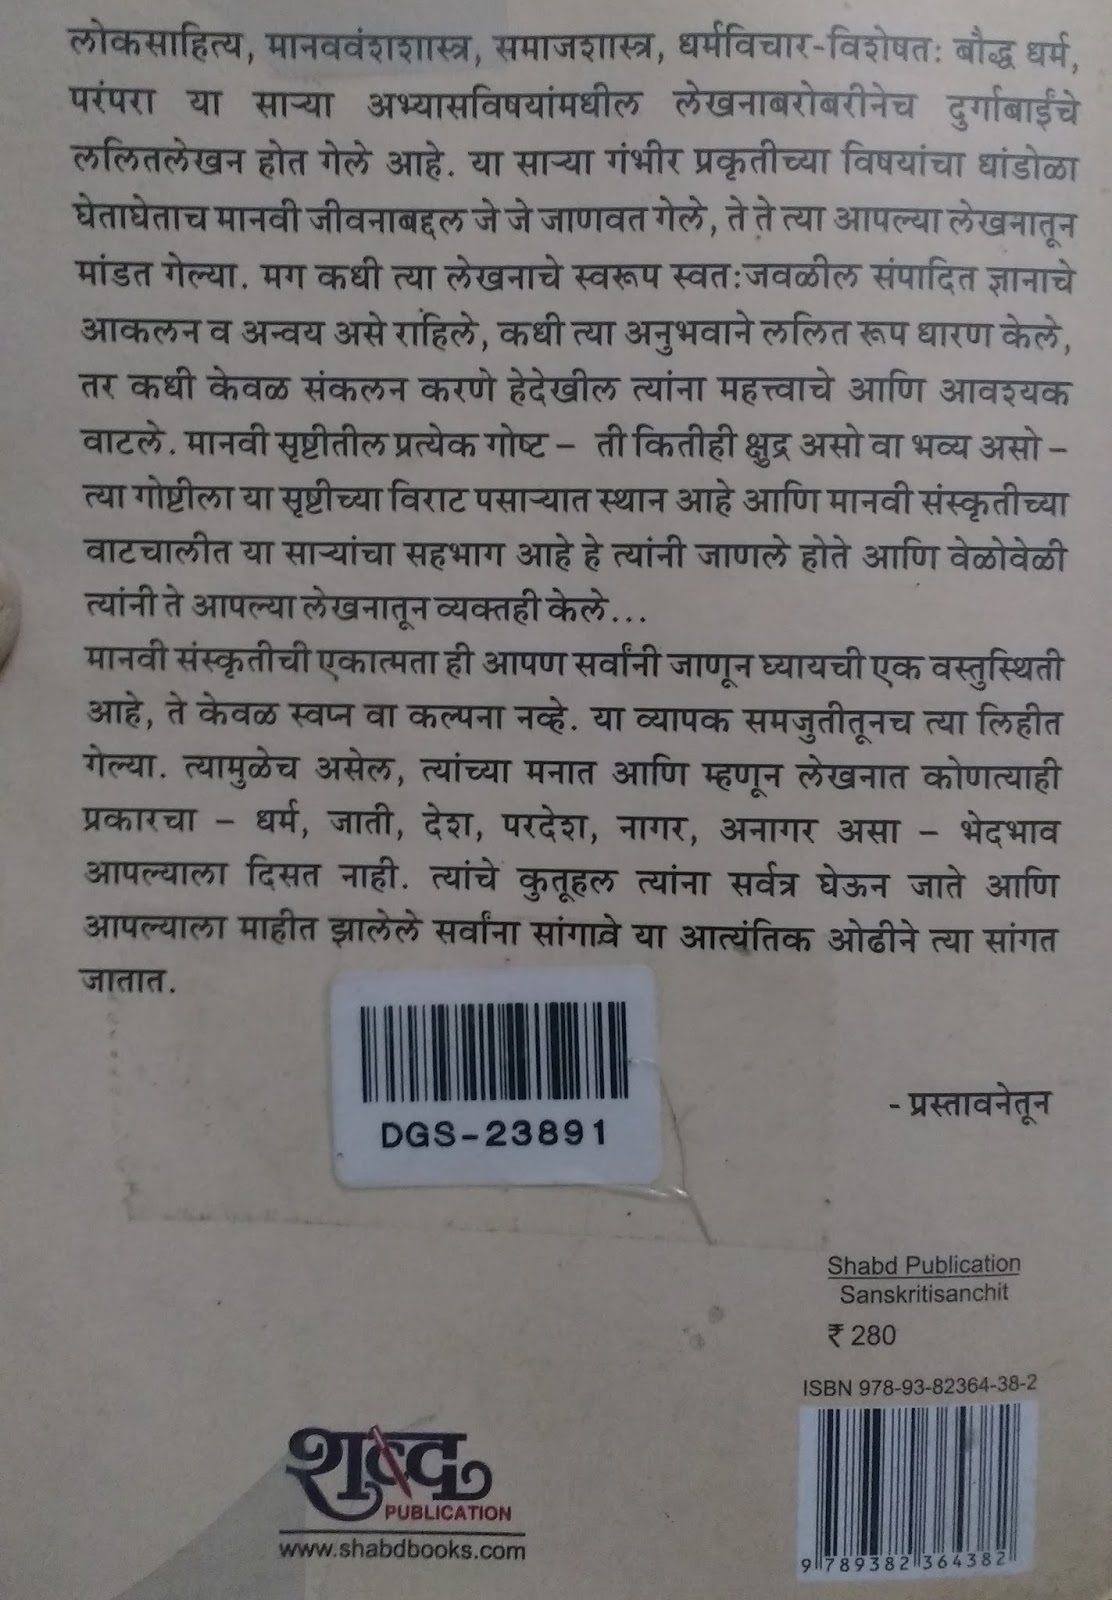 लोकसाहित्य, मानववंशशास्त्र, समाजशास्त्र, धर्मविचार-विशेषतः बौद्ध धर्म,
परंपरा या साऱ्या अभ्यासविषयांमधील लेखनाबरोबरीनेच दुर्गाबाईंचे
ललितलेखन होत गेले आहे. या साऱ्या गंभीर प्रकृतीच्या विषयांचा धांडोळा
घेताघेताच मानवी जीवनाबद्दल जे जे जाणवत गेले, ते ते त्या आपल्या लेखनातून
मांडत गेल्या. मग कधी त्या लेखनाचे स्वरूप स्वतःजवळील संपादित ज्ञानाचे
आकलन व अन्वय असे राहिले, कधी त्या अनुभवाने ललित रूप धारण केले,
तर कधी केवळ संकलन करणे हेदेखील त्यांना महत्त्वाचे आणि आवश्यक
वाटले. मानवी सृष्टीतील प्रत्येक गोष्ट – ती कितीही क्षुद्र असो वा भव्य असो –
त्या गोष्टीला या सृष्टीच्या विराट पसाऱ्यात स्थान आहे आणि मानवी संस्कृतीच्या
वाटचालीत या साऱ्यांचा सहभाग आहे हे त्यांनी जाणले होते आणि वेळोवेळी
त्यांनी ते आपल्या लेखनातून व्यक्तही केले...
मानवी संस्कृतीची एकात्मता ही आपण सर्वांनी जाणून घ्यायची एक वस्तुस्थिती
आहे, ते केवळ स्वप्न वा कल्पना नव्हे. या व्यापक समजुतीतूनच त्या लिहीत
गेल्या. त्यामुळेच असेल, त्यांच्या मनात आणि म्हणून लेखनात कोणत्याही
प्रकारचा – धर्म, जाती, देश, परदेश, नागर, अनागर असा – भेदभाव
आपल्याला दिसत नाही. त्यांचे कुतूहल त्यांना सर्वत्र घेऊन जाते आणि
आपल्याला माहीत झालेले सर्वांना सांगावे या आत्यंतिक ओढीने त्या सांगत
जातात.
DGS-23891
- प्रस्तावनेतून
Shabd Publication
Sanskritisanchit
₹ 280
ISBN 978-93-82364-38-2
9 789382 364382
शब्द
PUBLICATION
www.shabdbooks.com